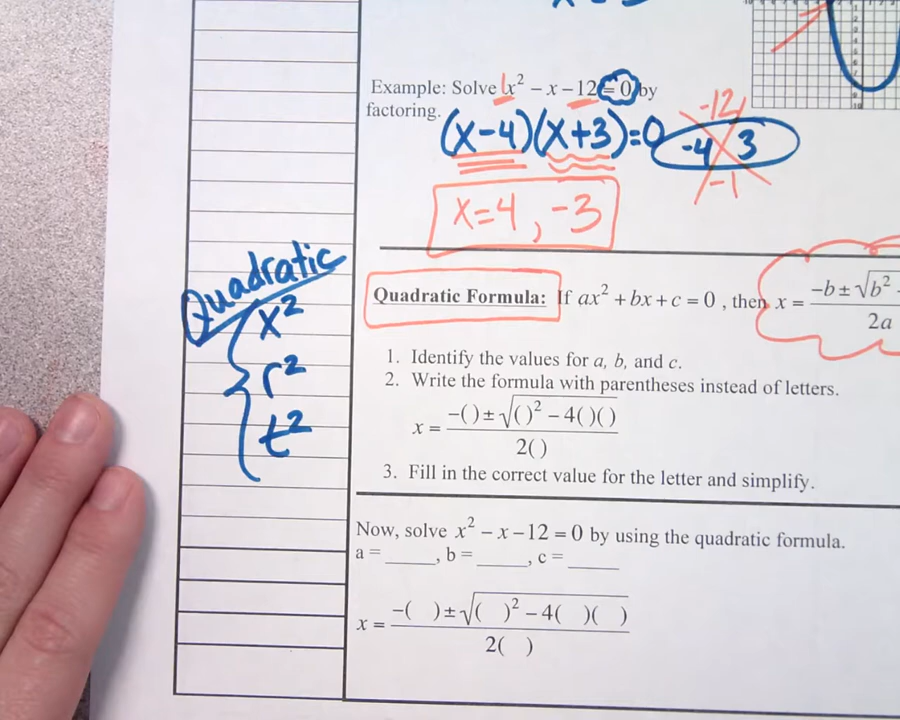 Example: Solve 1x² − x − 12 = 0 by
factoring.
(x−4)(x+3)=0
-12
-4 3
-1
x=4, -3
Quadratic
x²
r²
t²
Quadratic Formula: If ax² + bx + c = 0, then x = −b ± √b²
2a
1. Identify the values for a, b, and c.
2. Write the formula with parentheses instead of letters.
x = −( ) ± √( )² − 4( )( )
2( )
3. Fill in the correct value for the letter and simplify.
Now, solve x² − x − 12 = 0 by using the quadratic formula.
a = ____, b = ____, c = ____
x = −( ) ± √( )² − 4( )( )
2( )